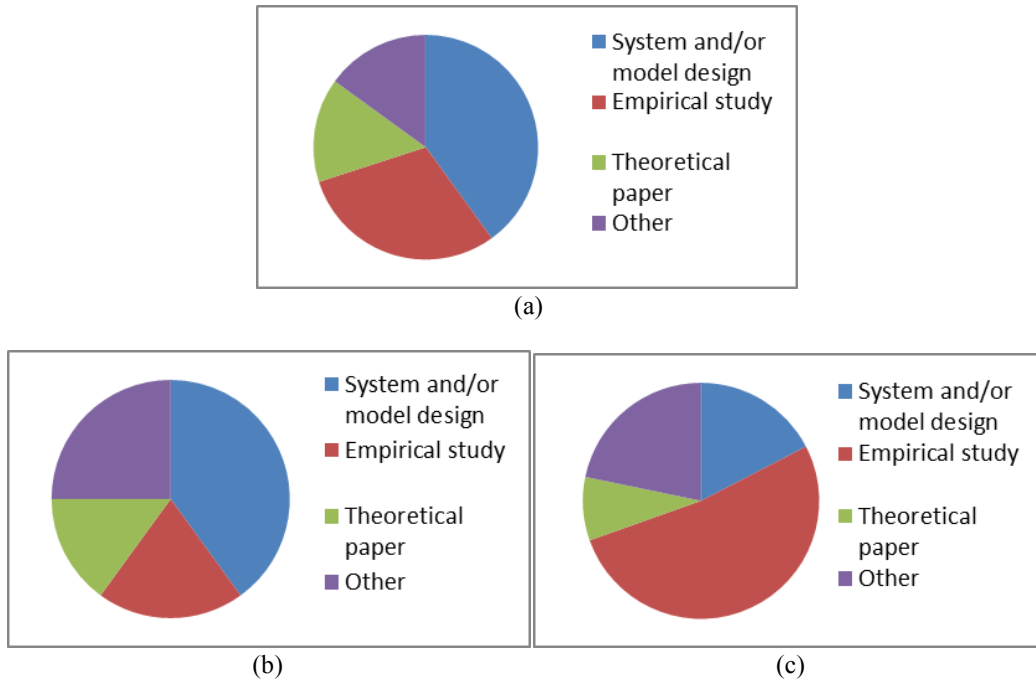 System and/or
model design
Empirical study
Theoretical
paper
Other
(a)
System and/or
model design
Empirical study
Theoretical
paper
Other
(b)
System and/or
model design
Empirical study
Theoretical
paper
Other
(c)